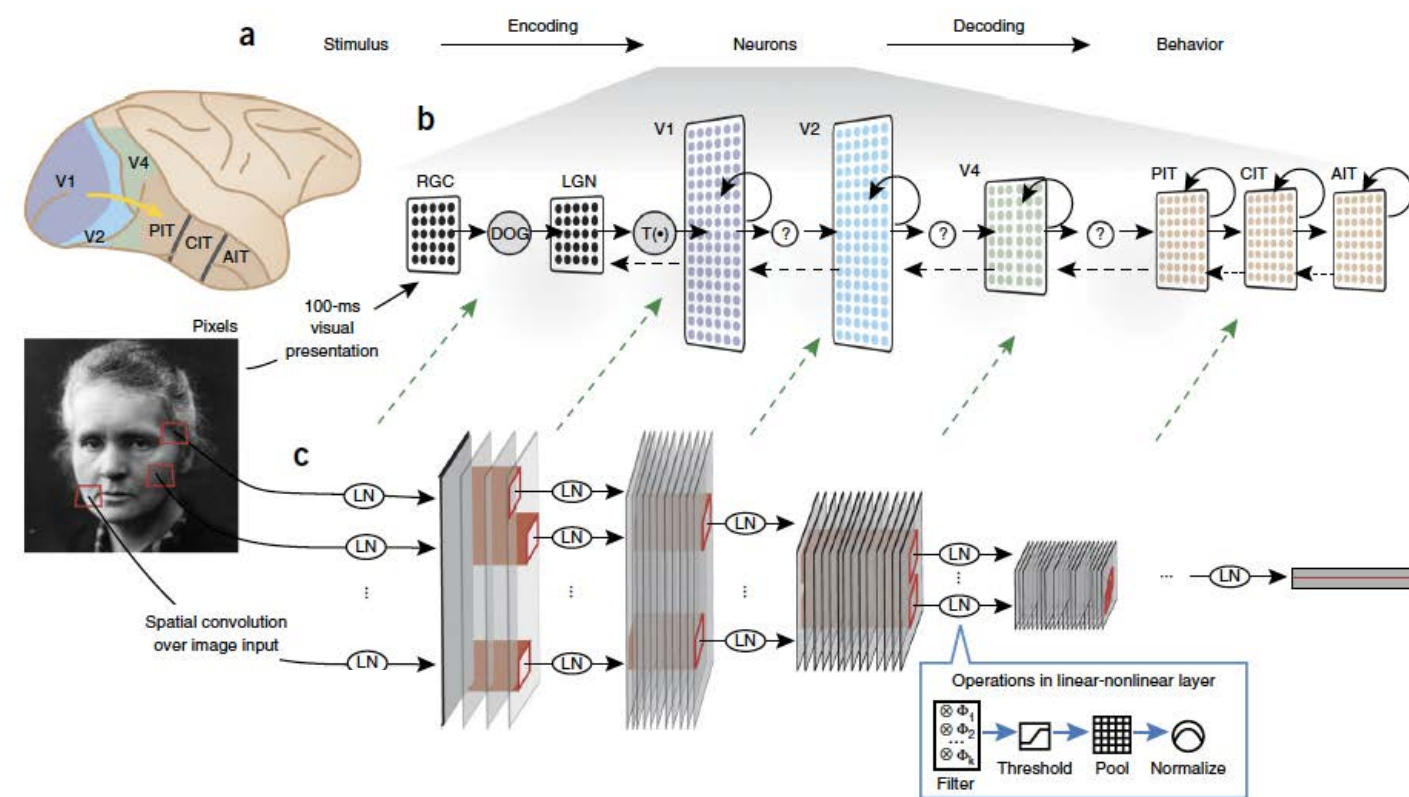 a
Stimulus
Encoding
Neurons
Decoding
Behavior
b
V1
V2
V4
PIT
CIT
AIT
RGC
LGN
DOG
T(•)
?
?
?
V4
V1
V2
PIT
CIT
AIT
100-ms
visual
presentation
Pixels
c
LN
LN
LN
LN
LN
LN
LN
LN
LN
LN
LN
...
...
...
...
...
...
Spatial convolution
over image input
Operations in linear-nonlinear layer
⊗ Φ1
⊗ Φ2
...
⊗ Φk
Filter
Threshold
Pool
Normalize